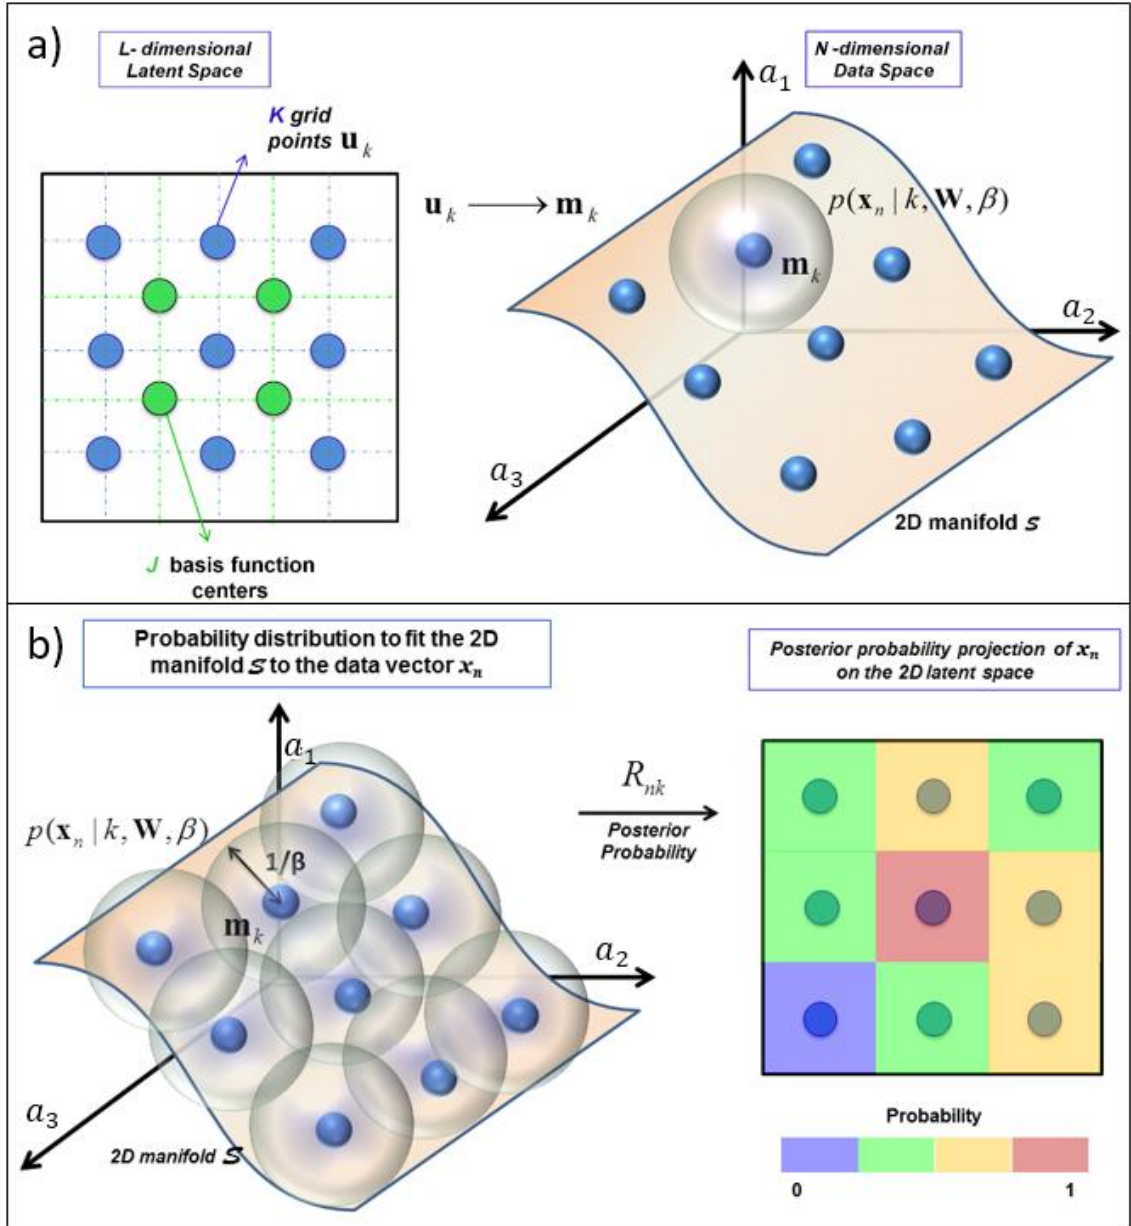 a)
L- dimensional
Latent Space
N -dimensional
Data Space
K grid
points u_k
u_k ⟶ m_k
a_1
p(x_n | k, W, β)
m_k
a_2
a_3
2D manifold S
J basis function
centers
b)
Probability distribution to fit the 2D
manifold S to the data vector x_n
Posterior probability projection of x_n
on the 2D latent space
a_1
p(x_n | k, W, β)
1/β
m_k
a_2
a_3
2D manifold S
R_nk
Posterior
Probability
Probability
0 1